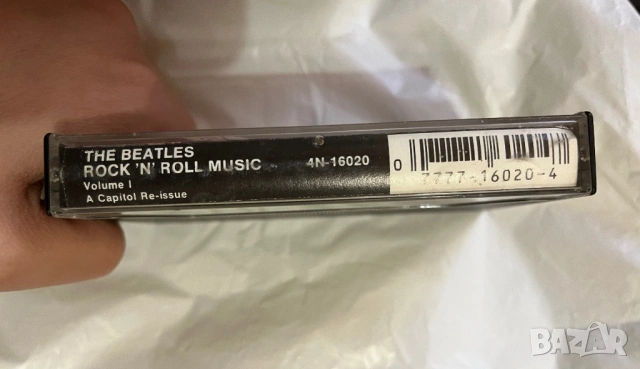 THE BEATLES
ROCK 'N' ROLL MUSIC 4N-16020
Volume I
A Capitol Re-issue
0 7777-16020-4
BAZAR